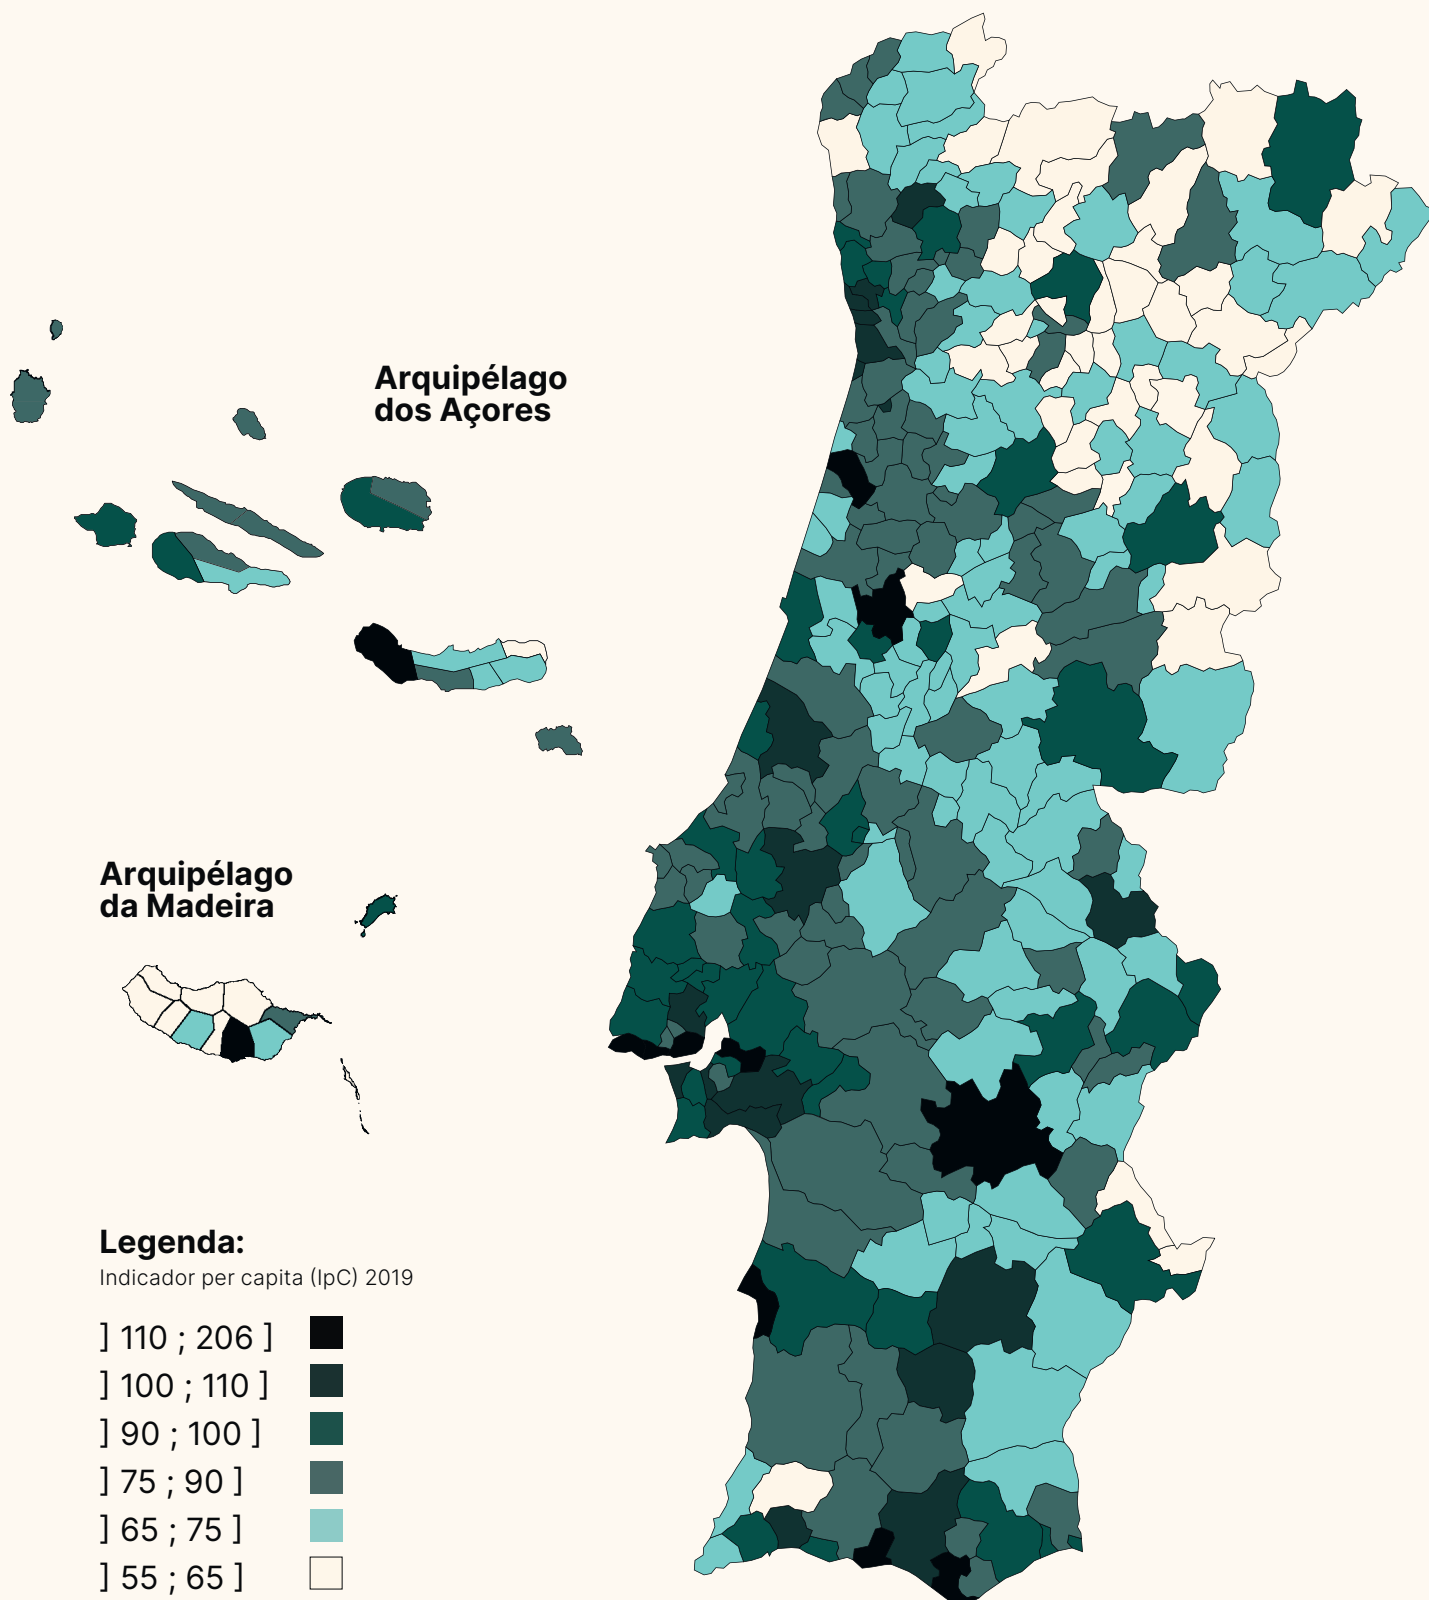 Arquipélago
dos Açores
Arquipélago
da Madeira
Legenda:
Indicador per capita (IpC) 2019
] 110 ; 206 ]
] 100 ; 110 ]
] 90 ; 100 ]
] 75 ; 90 ]
] 65 ; 75 ]
] 55 ; 65 ]